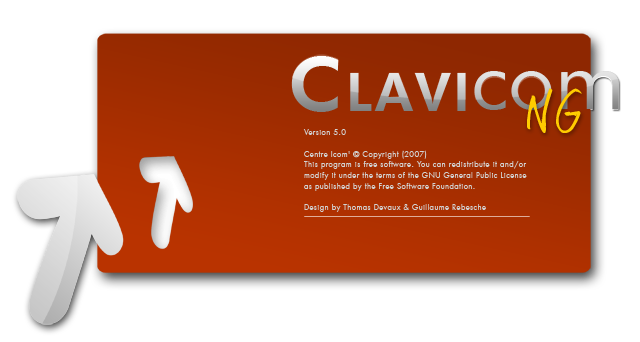 Clavicom
NG
Version 5.0
Centre Icom' © Copyright (2007)
This program is free software. You can redistribute it and/or
modify it under the terms of the GNU General Public License
as published by the Free Software Foundation.
Design by Thomas Devaux & Guillaume Rebesche